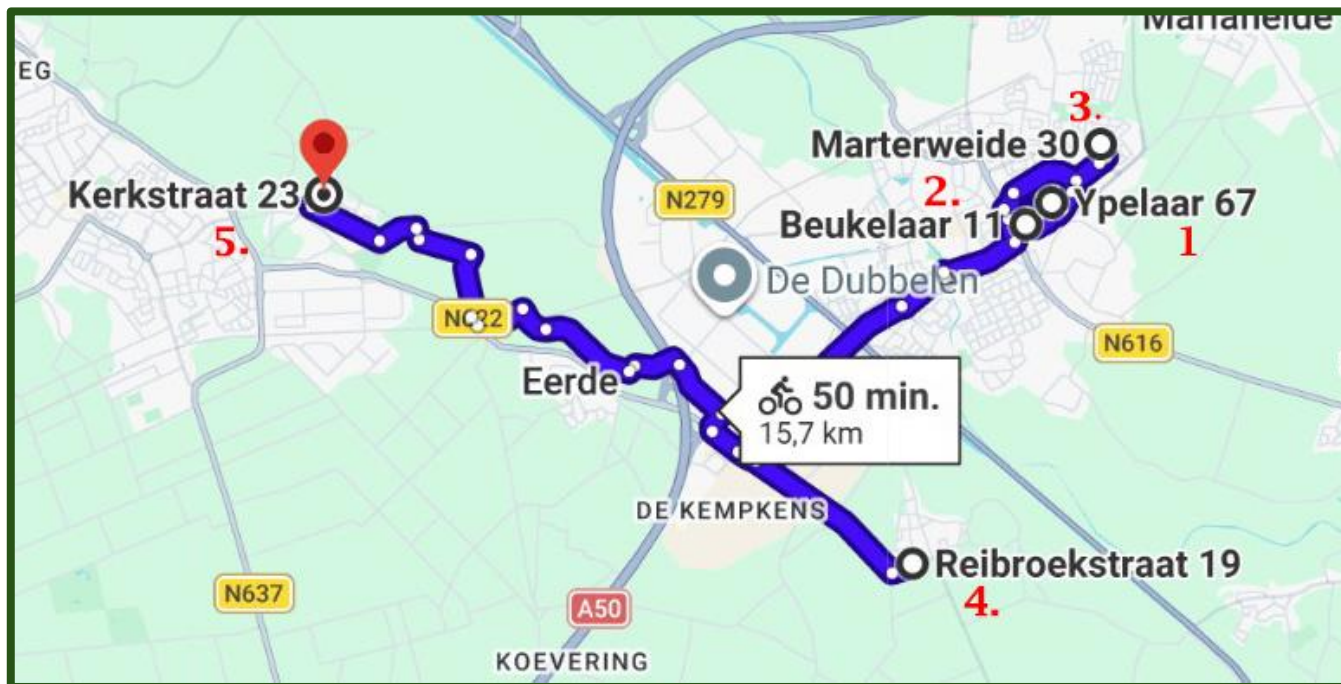 Mariaheide
EG
3.
Marterweide 30
2.
N279
Ypelaar 67
Kerkstraat 23
Beukelaar 11
5.
1
De Dubbelen
N616
Eerde
50 min.
15,7 km
DE KEMPKENS
Reibroekstraat 19
N637
4.
A50
KOEVERING